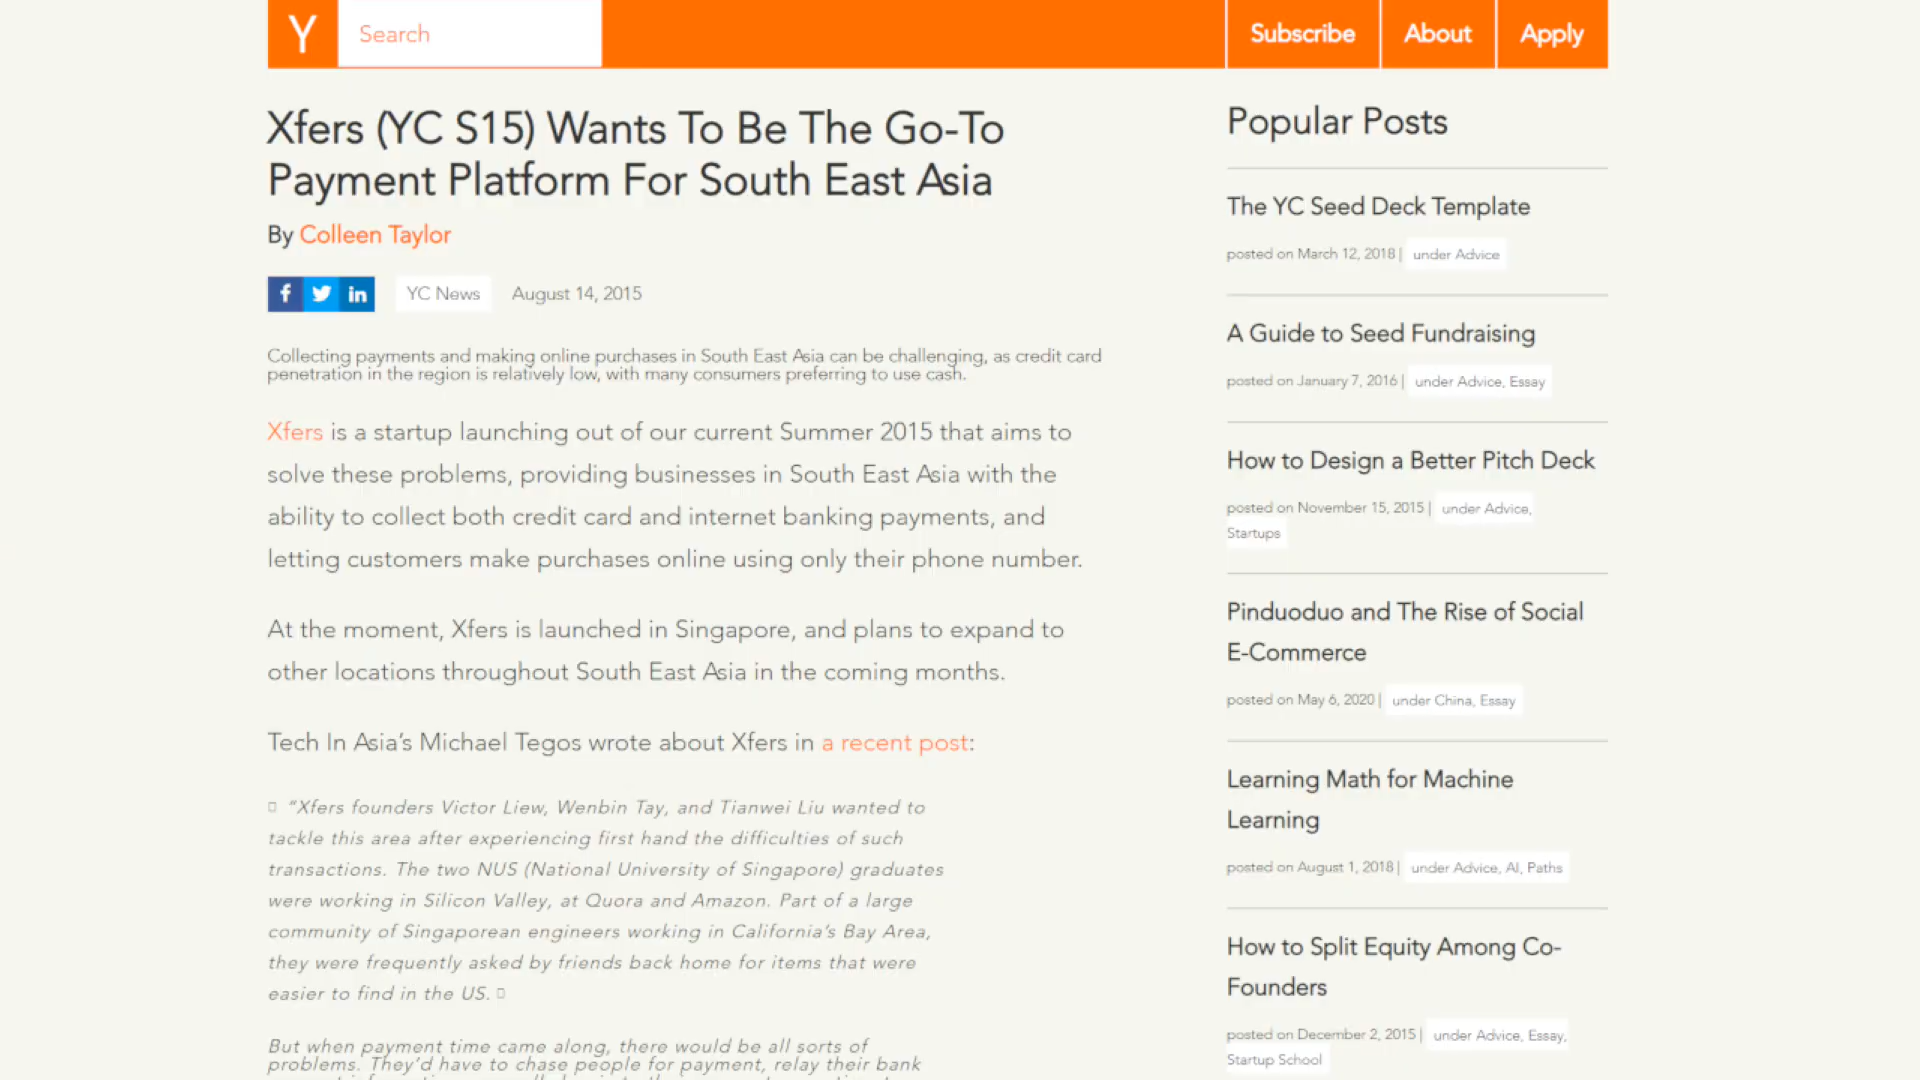 Y
Search
Subscribe
About
Apply
Xfers (YC S15) Wants To Be The Go-To
Payment Platform For South East Asia
By Colleen Taylor
f
in
YC News
August 14, 2015
Collecting payments and making online purchases in South East Asia can be challenging, as credit card
penetration in the region is relatively low, with many consumers preferring to use cash.
Xfers is a startup launching out of our current Summer 2015 that aims to
solve these problems, providing businesses in South East Asia with the
ability to collect both credit card and internet banking payments, and
letting customers make purchases online using only their phone number.
At the moment, Xfers is launched in Singapore, and plans to expand to
other locations throughout South East Asia in the coming months.
Tech In Asia’s Michael Tegos wrote about Xfers in a recent post:
“Xfers founders Victor Liew, Wenbin Tay, and Tianwei Liu wanted to
tackle this area after experiencing first hand the difficulties of such
transactions. The two NUS (National University of Singapore) graduates
were working in Silicon Valley, at Quora and Amazon. Part of a large
community of Singaporean engineers working in California’s Bay Area,
they were frequently asked by friends back home for items that were
easier to find in the US.
But when payment time came along, there would be all sorts of
problems. They’d have to chase people for payment, relay their bank
Popular Posts
The YC Seed Deck Template
posted on March 12, 2018 | under Advice
A Guide to Seed Fundraising
posted on January 7, 2016 | under Advice, Essay
How to Design a Better Pitch Deck
posted on November 15, 2015 | under Advice,
Startups
Pinduoduo and The Rise of Social
E-Commerce
posted on May 6, 2020 | under China, Essay
Learning Math for Machine
Learning
posted on August 1, 2018 | under Advice, AI, Paths
How to Split Equity Among Co-
Founders
posted on December 2, 2015 | under Advice, Essay,
Startup School